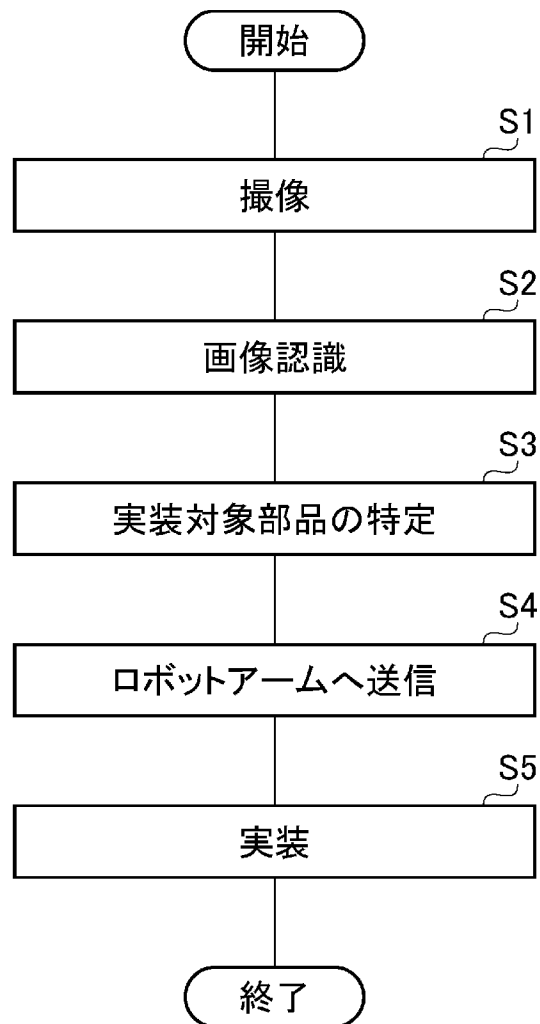 開始
S1
撮像
S2
画像認識
S3
実装対象部品の特定
S4
ロボットアームへ送信
S5
実装
終了